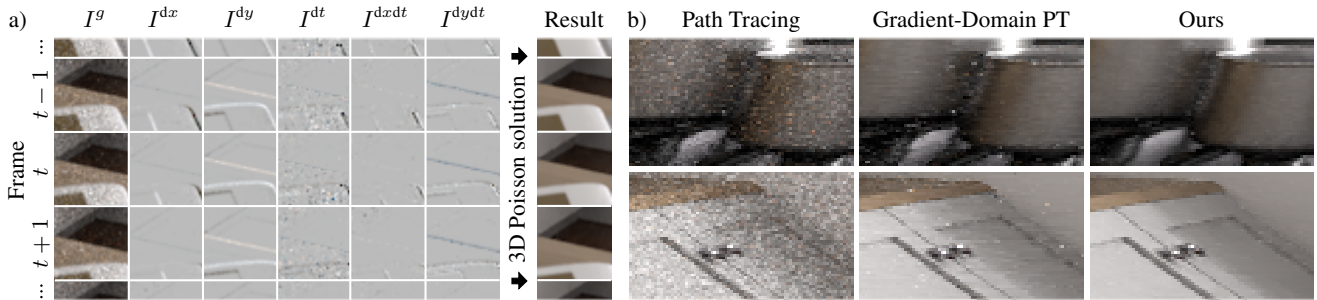 a)
I^g I^dx I^dy I^dt I^dxdt I^dydt Result
Frame
...
t − 1
t
t + 1
...
3D Poisson solution
b)
Path Tracing Gradient-Domain PT Ours